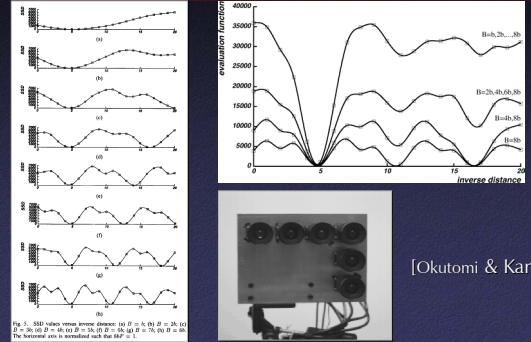 (a)
(b)
(c)
(d)
(e)
(f)
(g)
(h)
Fig. 5. SSD values versus inverse distance: (a) B = b; (b) B = 2b; (c)
B = 3b; (d) B = 4b; (e) B = 5b; (f) B = 6b; (g) B = 7b; (h) B = 8b.
The horizontal axis is normalized such that 8bF = 1.
evaluation function
40000
35000
30000
25000
20000
15000
10000
5000
0
0 5 10 15 20
inverse distance
B=b,2b,...,8b
B=2b,4b,6b,8b
B=4b,8b
B=8b
[Okutomi & Kan